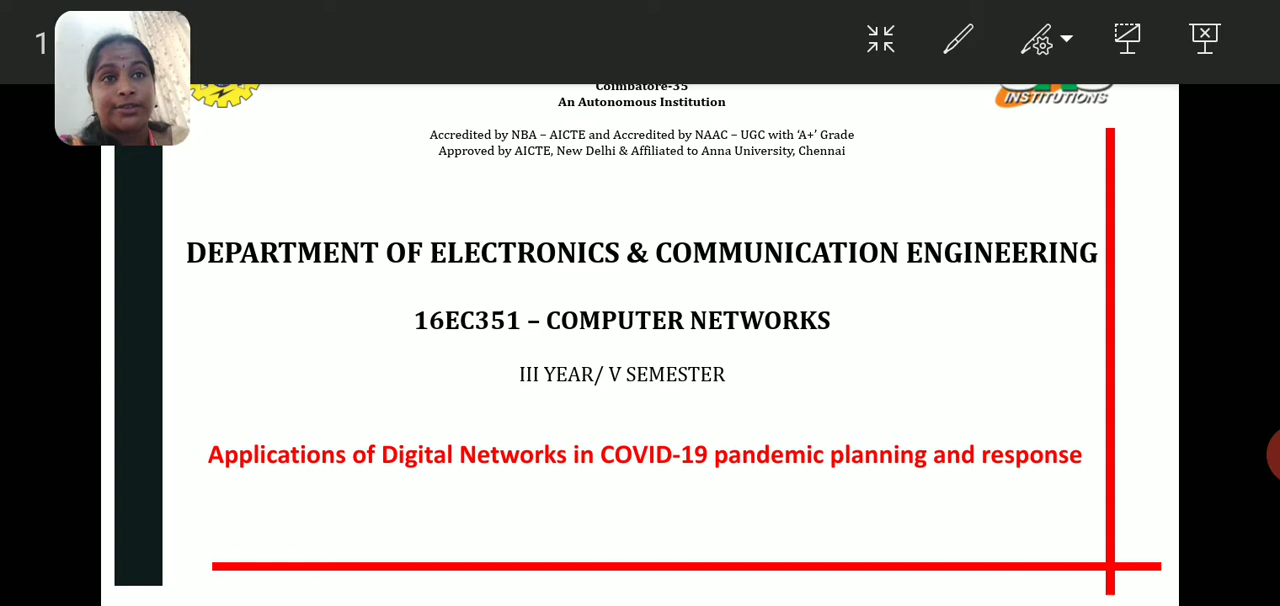 1
Coimbatore-35
An Autonomous Institution
INSTITUTIONS
Accredited by NBA – AICTE and Accredited by NAAC – UGC with ‘A+’ Grade
Approved by AICTE, New Delhi & Affiliated to Anna University, Chennai
DEPARTMENT OF ELECTRONICS & COMMUNICATION ENGINEERING
16EC351 – COMPUTER NETWORKS
III YEAR/ V SEMESTER
Applications of Digital Networks in COVID-19 pandemic planning and response